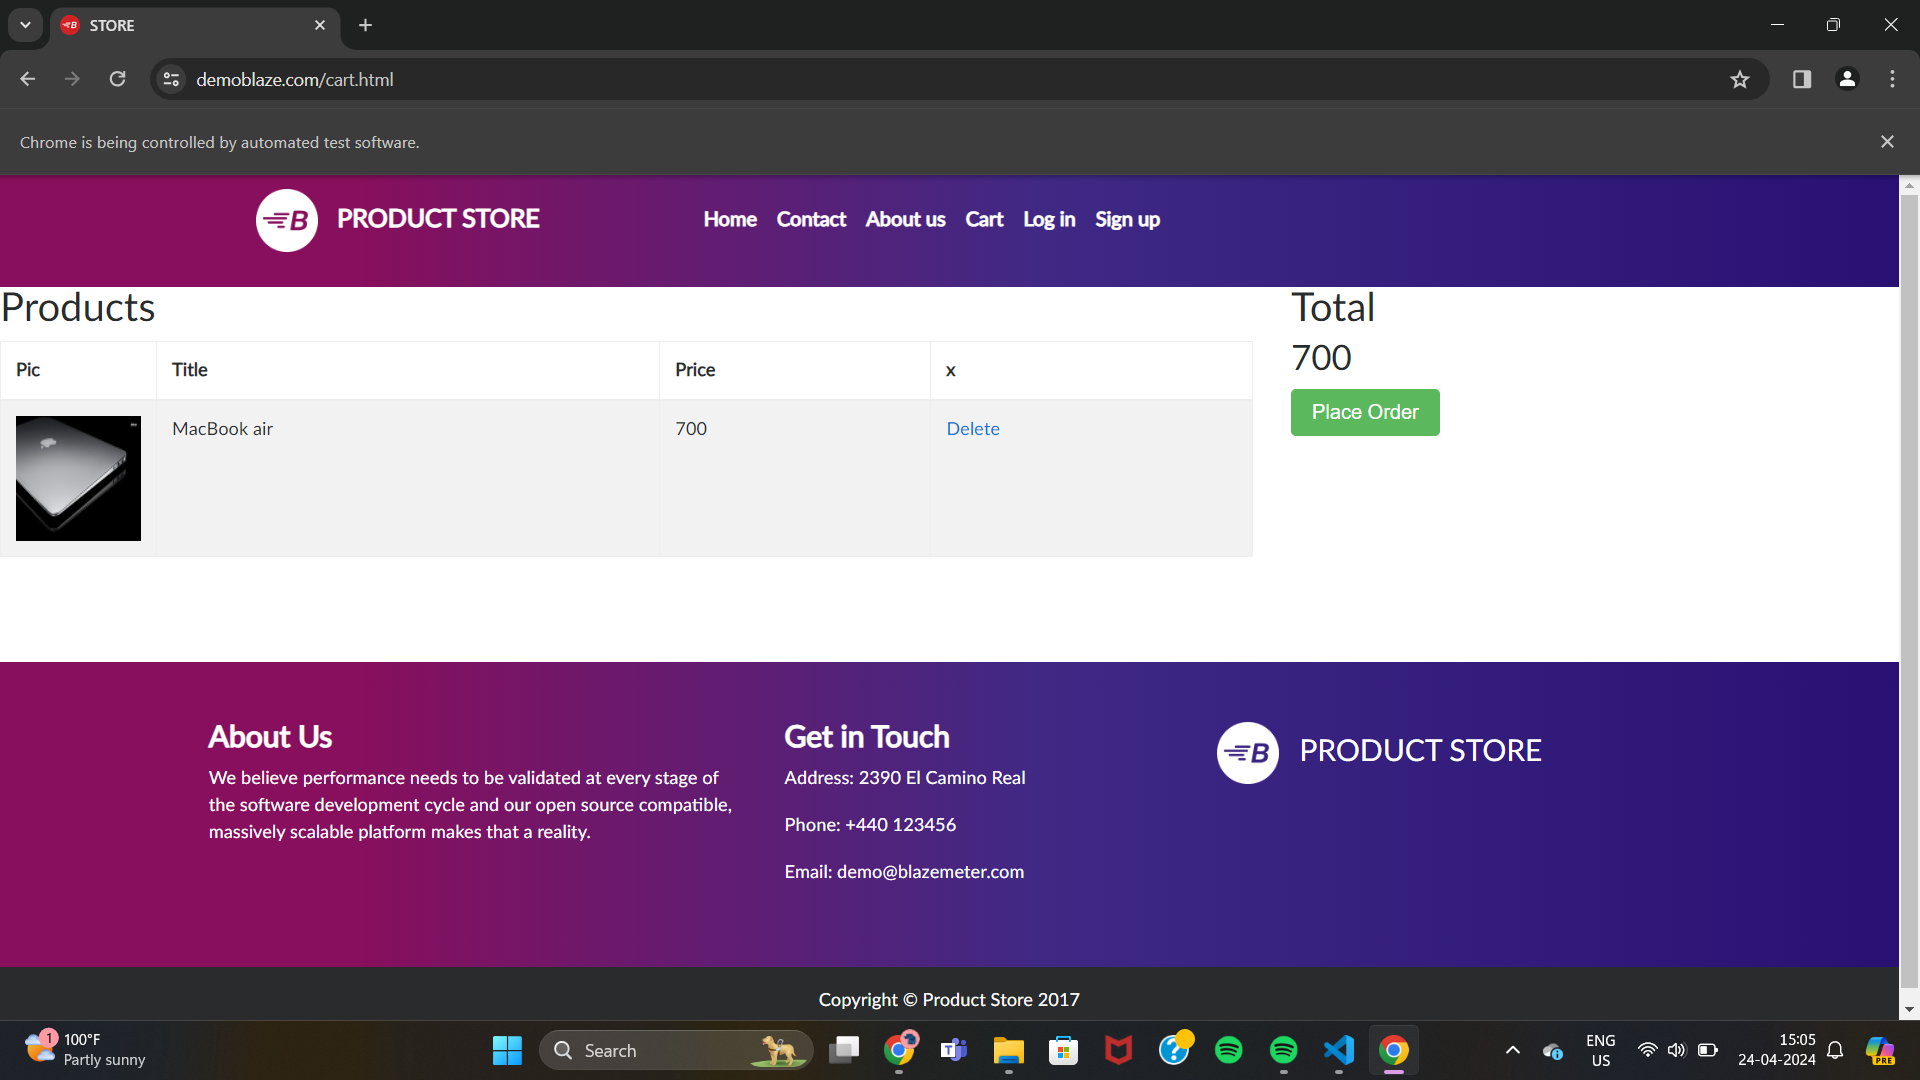 STORE
demoblaze.com/cart.html
Chrome is being controlled by automated test software.
B PRODUCT STORE
Home Contact About us Cart Log in Sign up
Products
Total
700
Pic Title Price x
Place Order
MacBook air 700 Delete
About Us
We believe performance needs to be validated at every stage of
the software development cycle and our open source compatible,
massively scalable platform makes that a reality.
Get in Touch
Address: 2390 El Camino Real
Phone: +440 123456
Email: demo@blazemeter.com
B PRODUCT STORE
Copyright © Product Store 2017
1
100°F
Partly sunny
Search
T
ENG
US
15:05
24-04-2024
PRE